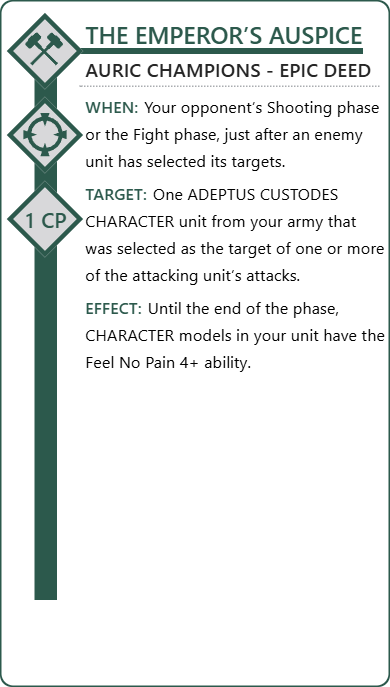 THE EMPEROR’S AUSPICE
AURIC CHAMPIONS - EPIC DEED
WHEN: Your opponent’s Shooting phase
or the Fight phase, just after an enemy
unit has selected its targets.
TARGET: One ADEPTUS CUSTODES
CHARACTER unit from your army that
was selected as the target of one or more
of the attacking unit’s attacks.
1 CP
EFFECT: Until the end of the phase,
CHARACTER models in your unit have the
Feel No Pain 4+ ability.